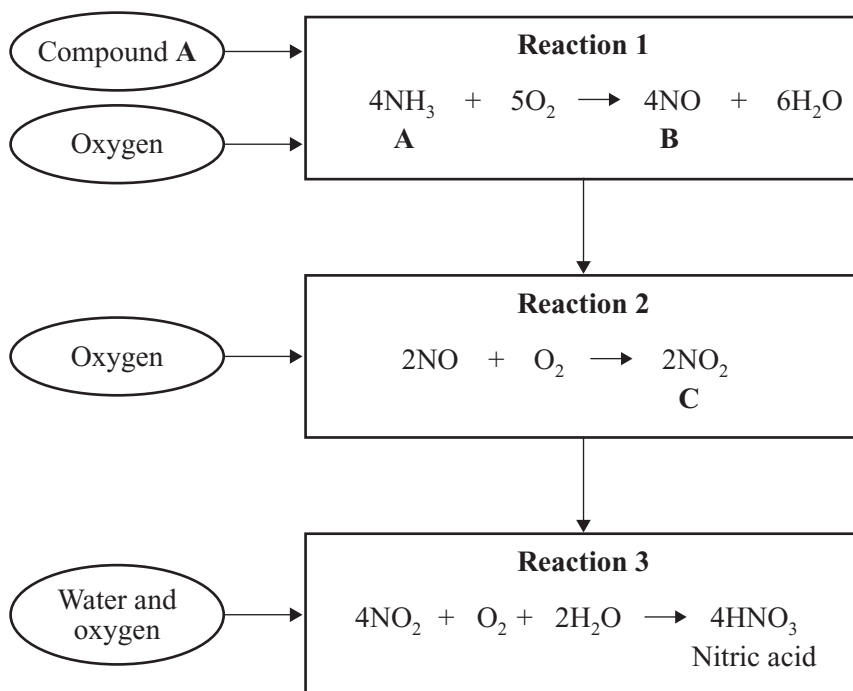 Compound A
Oxygen
Reaction 1
4NH₃ + 5O₂ → 4NO + 6H₂O
A B
Oxygen
Reaction 2
2NO + O₂ → 2NO₂
C
Water and
oxygen
Reaction 3
4NO₂ + O₂ + 2H₂O → 4HNO₃
Nitric acid